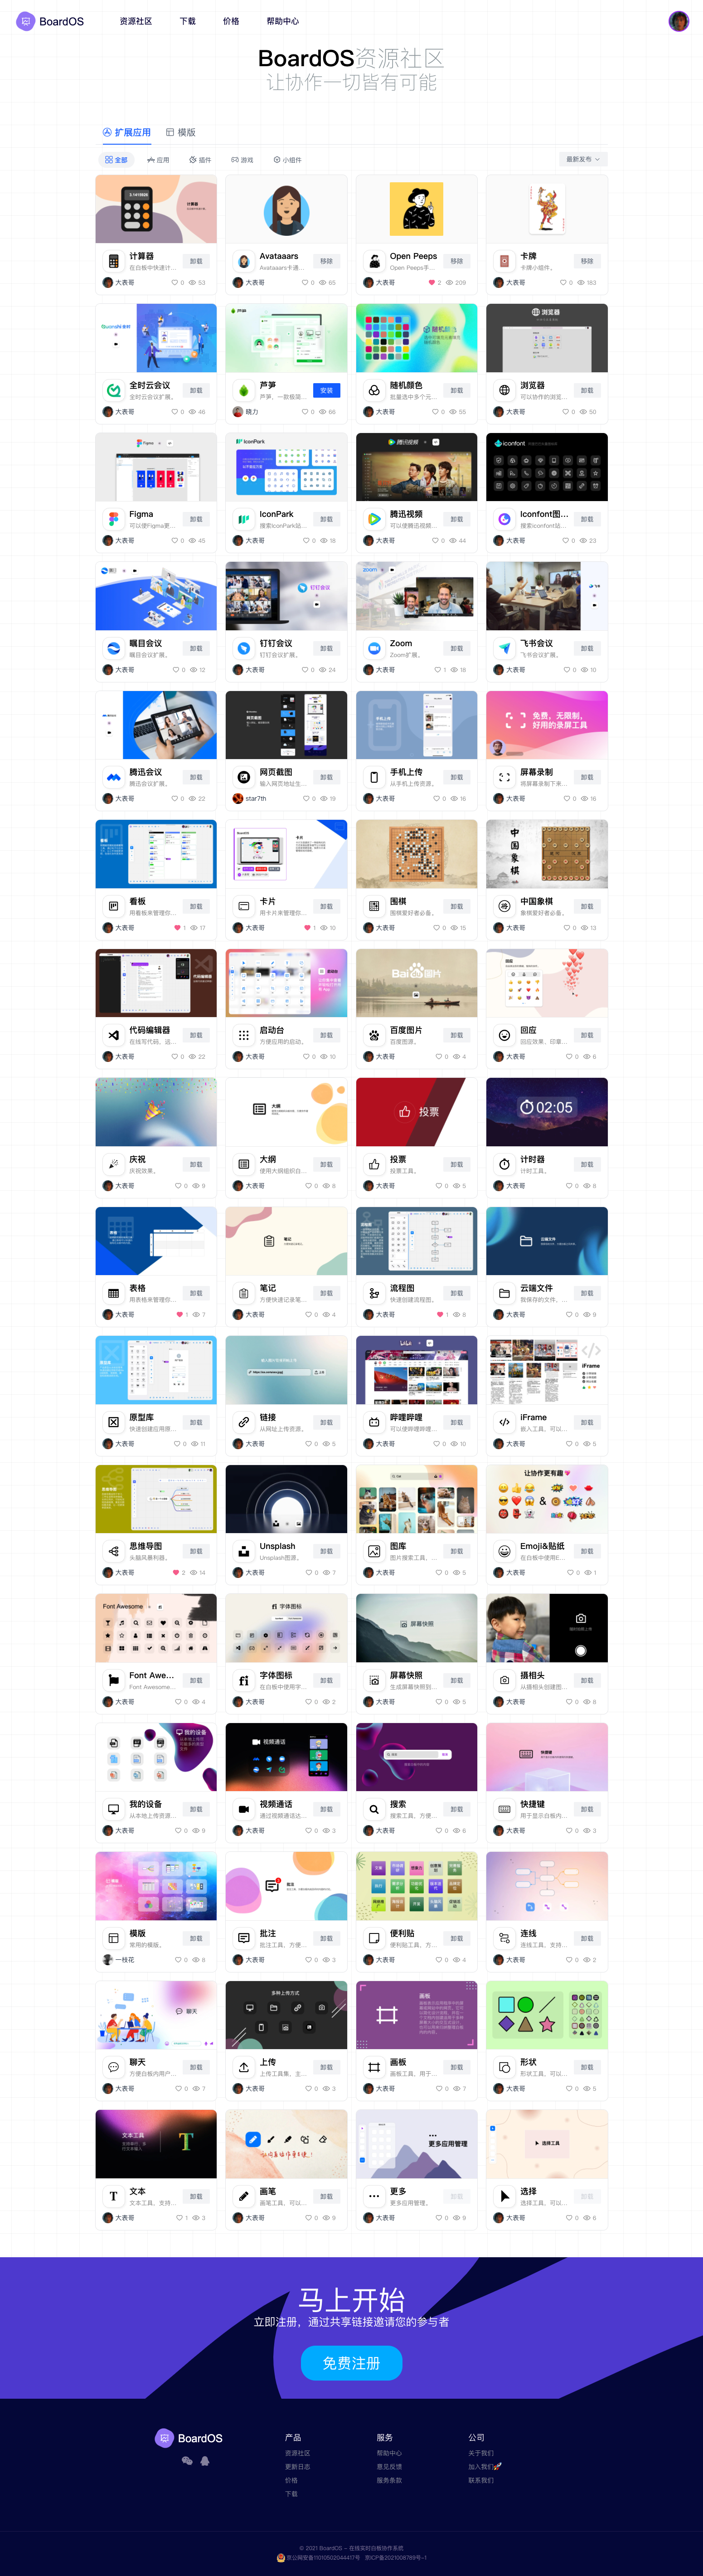 BoardOS
资源社区
下载
价格
帮助中心
BoardOS资源社区
让协作一切皆有可能
扩展应用
模版
全部
应用
插件
游戏
小组件
最新发布
计算器
卸载
大表哥
0
53
Avataaars
移除
Avataaars卡通...
大表哥
0
65
Open Peeps
移除
Open Peeps手...
大表哥
2
209
卡牌
移除
卡牌小组件。
大表哥
0
183
全时云会议
卸载
全时云会议扩展。
大表哥
0
46
芦笋
安装
芦笋，一款极简...
晓力
0
66
随机颜色
卸载
批量选中多个元...
大表哥
0
55
浏览器
卸载
可以协作的浏览...
大表哥
0
50
Figma
卸载
可以使Figma更...
大表哥
0
45
IconPark
卸载
搜索IconPark站...
大表哥
0
18
腾讯视频
卸载
可以使腾讯视频...
大表哥
0
44
Iconfont图...
卸载
搜索Iconfont站...
大表哥
0
23
瞩目会议
卸载
瞩目会议扩展。
大表哥
0
12
钉钉会议
卸载
钉钉会议扩展。
大表哥
0
24
Zoom
卸载
Zoom扩展。
大表哥
1
18
飞书会议
卸载
飞书会议扩展。
大表哥
0
10
腾讯会议
卸载
腾讯会议扩展。
大表哥
0
22
网页截图
卸载
输入网页地址生...
star7th
0
19
手机上传
卸载
从手机上传资源。
大表哥
0
16
免费，无限制，
好用的录屏工具
屏幕录制
卸载
将屏幕录制下来...
大表哥
0
16
看板
卸载
用看板来管理你...
大表哥
1
17
卡片
卸载
用卡片来管理你...
大表哥
1
10
围棋
卸载
围棋爱好者必备。
大表哥
0
15
中国象棋
中国象棋
卸载
象棋爱好者必备。
大表哥
0
13
代码编辑器
卸载
在线写代码、运...
大表哥
0
22
启动台
卸载
方便应用的启动。
大表哥
0
10
百度图片
卸载
百度图源。
大表哥
0
4
回应
卸载
回应效果、印章...
大表哥
0
6
庆祝
卸载
庆祝效果。
大表哥
0
8
大纲
卸载
使用大纲组织白...
大表哥
0
8
投票
投票
卸载
投票工具。
大表哥
0
5
02:05
计时器
卸载
计时工具。
大表哥
0
8
表格
卸载
用表格来管理你...
大表哥
1
7
笔记
卸载
方便快速记录笔...
大表哥
0
4
流程图
卸载
快速创建流程图。
大表哥
1
8
云端文件
卸载
我保存的文件。...
大表哥
0
9
原型库
卸载
快速创建应用原...
大表哥
0
11
链接
卸载
从网址上传资源。
大表哥
0
5
哔哩哔哩
卸载
可以使哔哩哔哩...
大表哥
0
10
iFrame
iFrame
卸载
嵌入工具，可以...
大表哥
0
5
思维导图
卸载
头脑风暴利器。
大表哥
2
14
Unsplash
卸载
Unsplash图源。
大表哥
0
7
图库
卸载
图片搜索工具，...
大表哥
0
5
让协作更有趣
Emoji&贴纸
卸载
在白板中使用E...
大表哥
0
1
Font Awesome
Font Awe...
卸载
Font Awesome...
大表哥
0
4
字体图标
字体图标
卸载
在白板中使用字...
大表哥
0
2
屏幕快照
屏幕快照
卸载
生成屏幕快照到...
大表哥
0
5
摄相头
卸载
从摄相头创建图...
大表哥
0
8
我的设备
我的设备
卸载
从本地上传资源...
大表哥
0
9
视频通话
视频通话
卸载
通过视频通话达...
大表哥
0
3
搜索
卸载
搜索工具，方便...
大表哥
0
6
快捷键
快捷键
卸载
用于显示白板内...
大表哥
0
3
模版
卸载
常用的模版。
一枝花
0
8
批注
卸载
批注工具，方便...
大表哥
0
3
便利贴
卸载
便利贴工具，方...
大表哥
0
4
连线
卸载
连线工具，支持...
大表哥
0
2
聊天
聊天
卸载
方便白板内用户...
大表哥
0
7
多种上传方式
上传
卸载
上传工具集，主...
大表哥
0
3
画板
画板
卸载
画板工具，用于...
大表哥
0
7
形状
卸载
形状工具，可以...
大表哥
0
5
文本工具
文本
卸载
文本工具，支持...
大表哥
1
3
画笔
卸载
画笔工具，可以...
大表哥
0
9
更多应用管理
更多
卸载
更多应用管理。
大表哥
0
9
选择工具
选择
卸载
选择工具，可以...
大表哥
0
6
马上开始
立即注册，通过共享链接邀请您的参与者
免费注册
BoardOS
产品
资源社区
更新日志
价格
下载
服务
帮助中心
意见反馈
服务条款
公司
关于我们
加入我们
联系我们
© 2021 BoardOS - 在线实时白板协作系统
京公网安备11010502044417号 京ICP备2021009789号-1